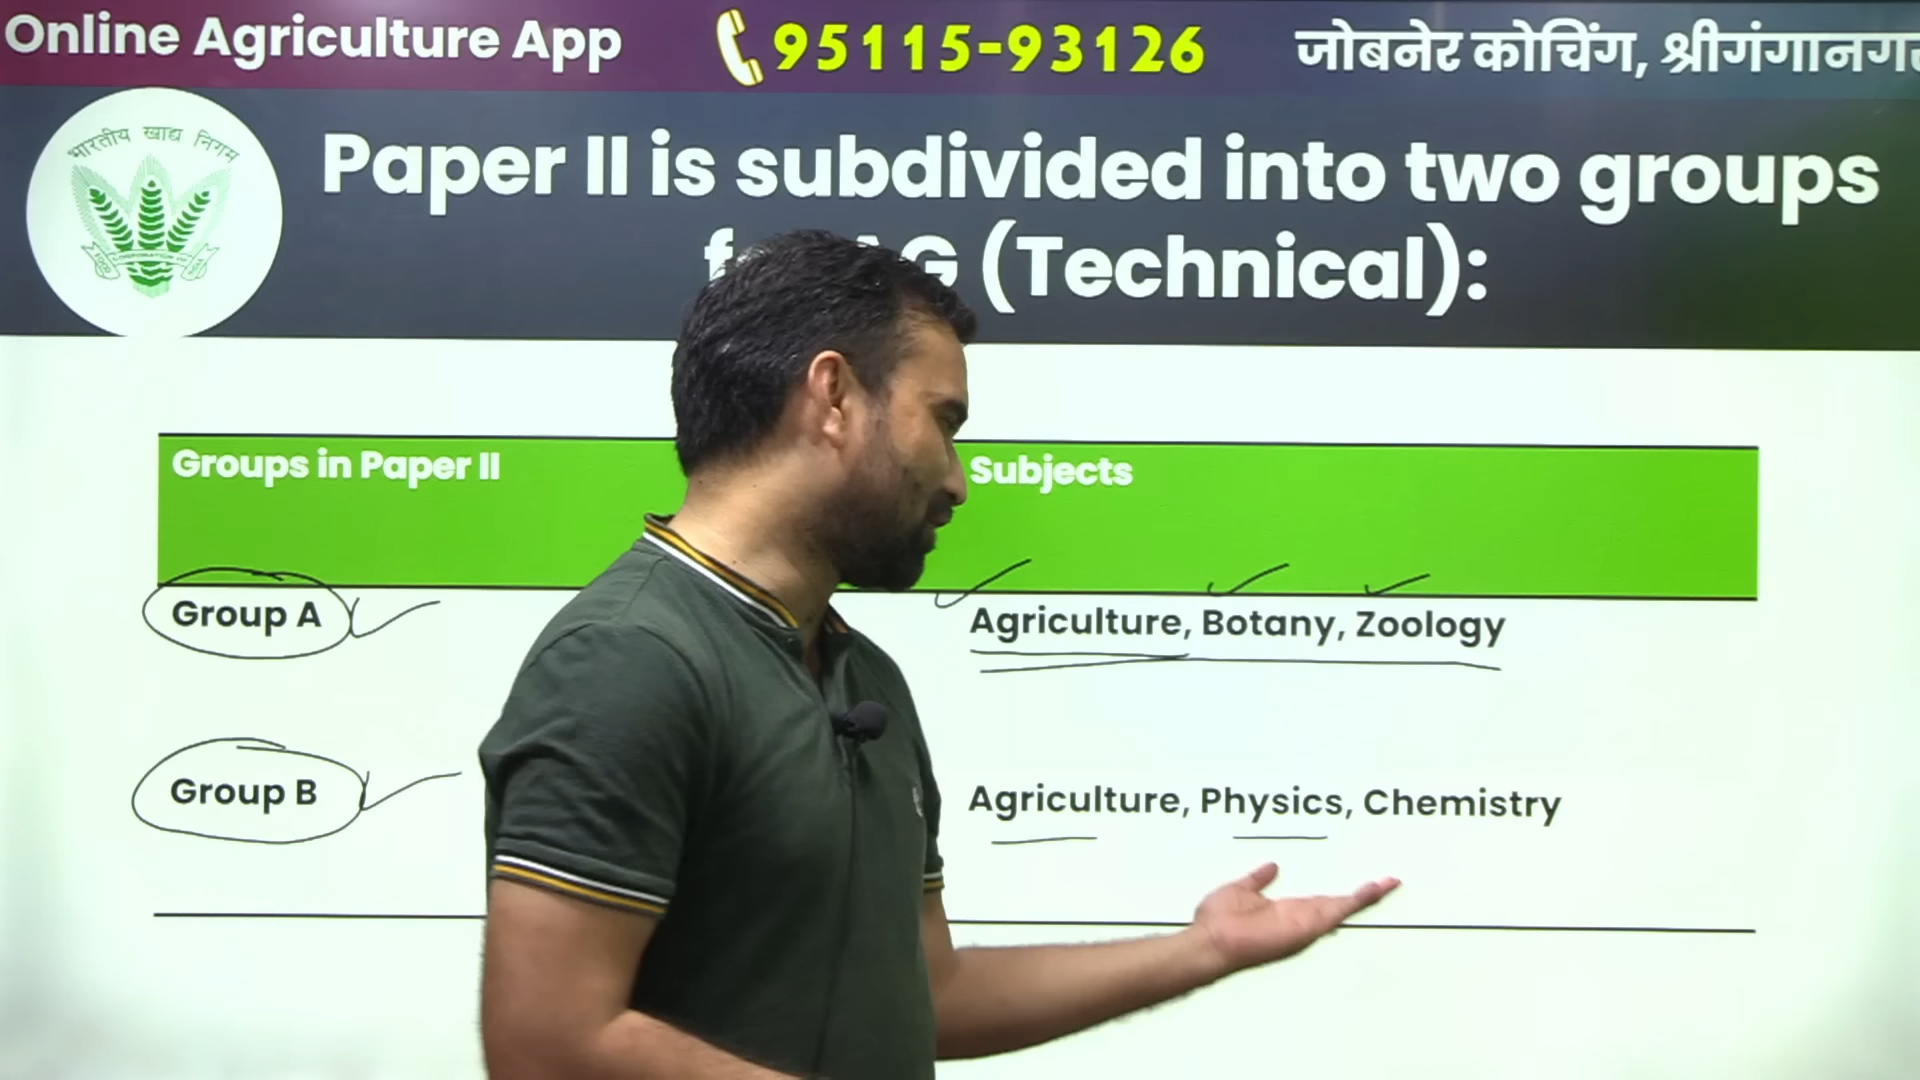 Online Agriculture App 95115-93126 जोबनेर कोचिंग,
भारतीय खाद्य निगम
Paper II is subdivided into two groups
AG (Technical):
Groups in Paper II Subjects
Group A Agriculture, Botany, Zoology
Group B Agriculture, Physics, Chemistry